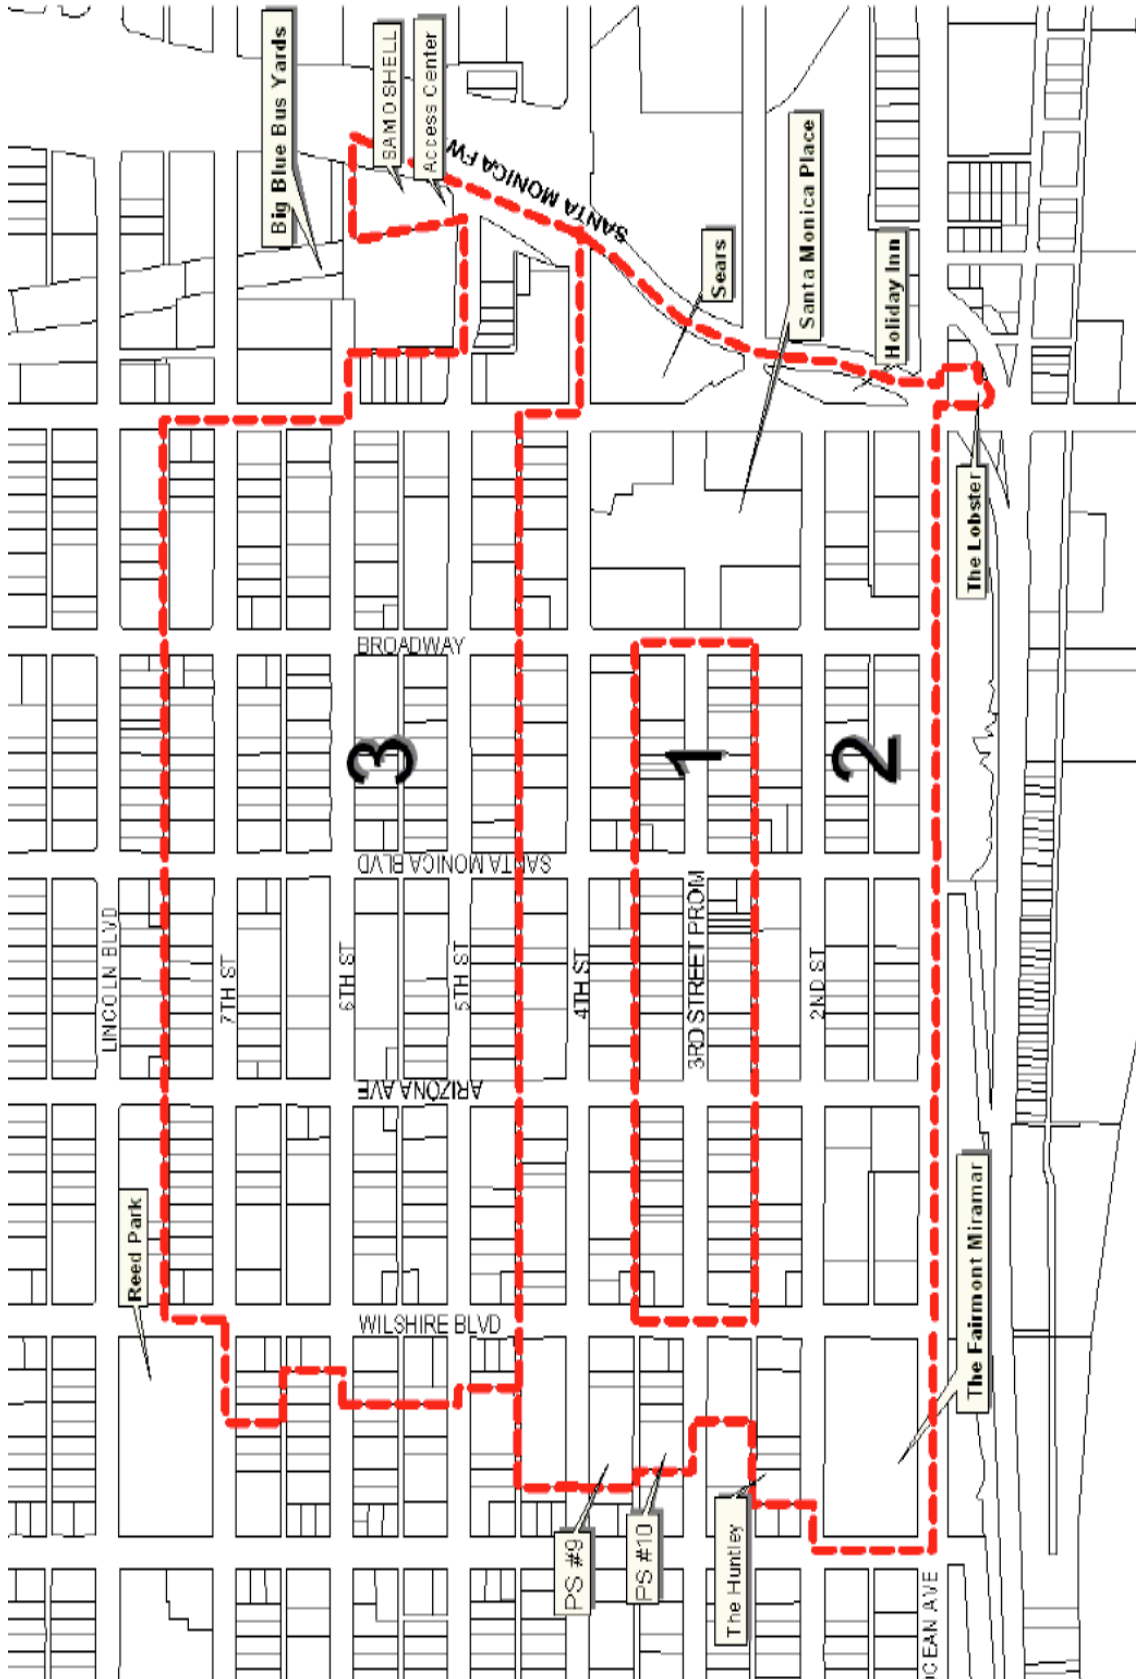 Big Blue Bus Yards
SAMOSHELL
Access Center
SANTA MONICA FW
Sears
Santa Monica Place
Holiday Inn
The Lobster
BROADWAY
3
1
2
SANTA MONICA BLVD
LINCOLN BLVD
7TH ST
6TH ST
5TH ST
4TH ST
3RD STREET PROM
2ND ST
ARIZONA AVE
Reed Park
WILSHIRE BLVD
The Fairmont Miramar
PS #9
PS #10
The Huntley
CEAN AVE